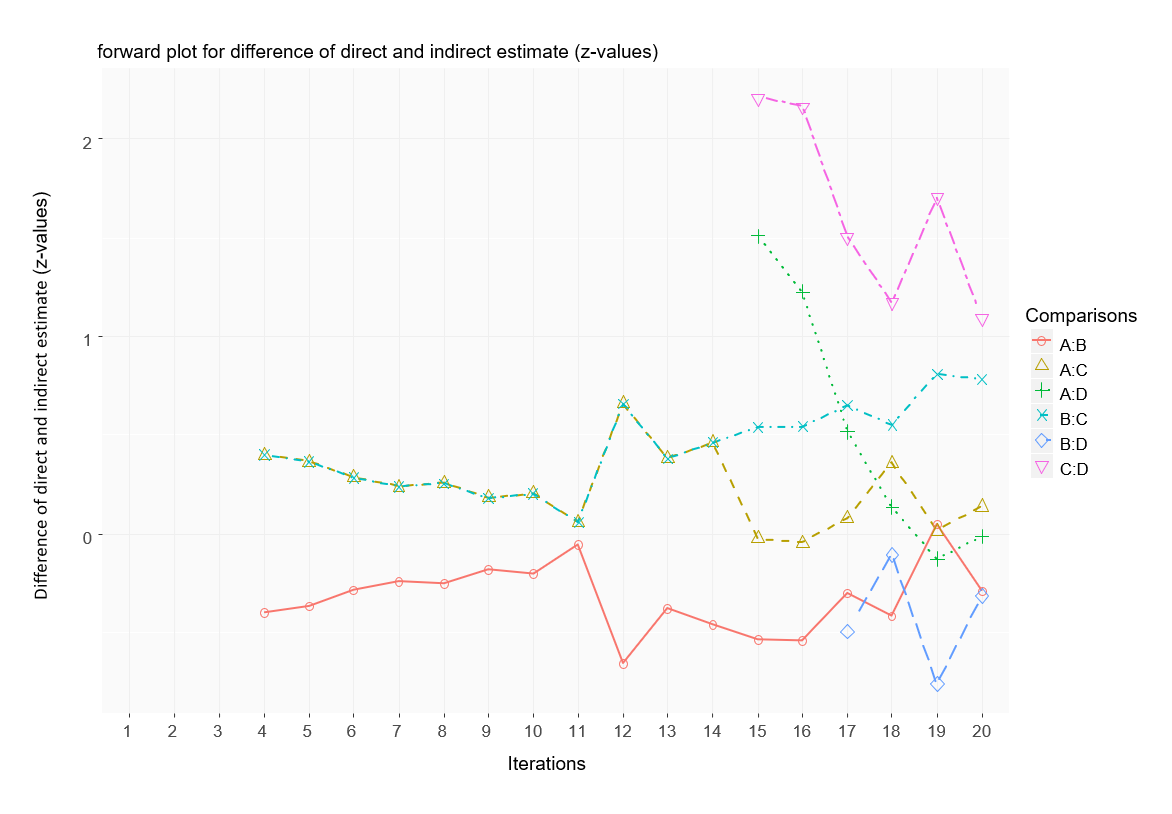 forward plot for difference of direct and indirect estimate (z-values)
Difference of direct and indirect estimate (z-values)
2
1
0
1 2 3 4 5 6 7 8 9 10 11 12 13 14 15 16 17 18 19 20
Iterations
Comparisons
A:B
A:C
A:D
B:C
B:D
C:D